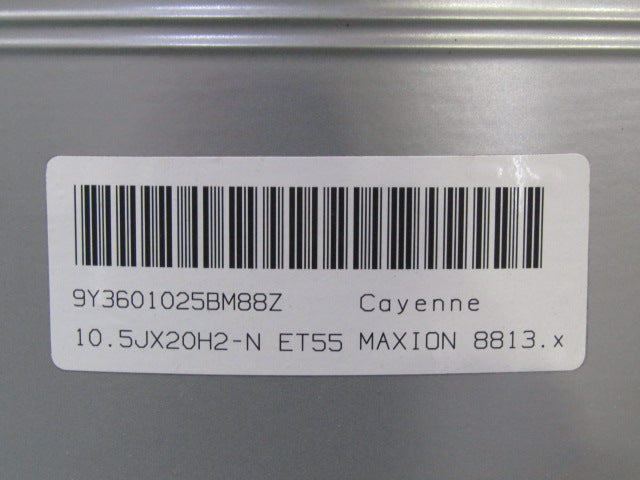 9Y3601025BM88Z Cayenne
10.5JX20H2-N ET55 MAXION 8813.x